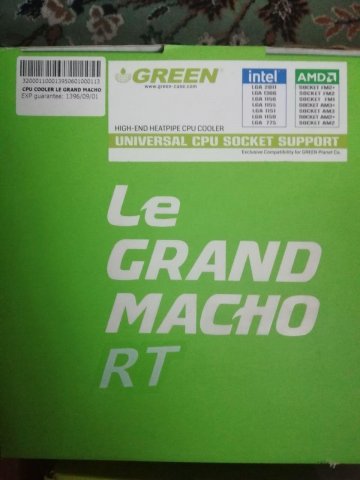 3200011000139506010001 13
CPU COOLER LE GRAND MACHO
EXP guarantee: 1396/09/01
GREEN
www.green-case.com
HIGH-END HEATPIPE CPU COOLER
UNIVERSAL CPU SOCKET SUPPORT
Exclusive Compatibility for GREEN Planet Co.
intel
LGA 2011
LGA 1366
LGA 1156
LGA 1155
LGA 1151
LGA 1150
LGA 775
AMD
SOCKET FM2+
SOCKET FM2
SOCKET FM1
SOCKET AM3+
SOCKET AM3
SOCKET AM2+
SOCKET AM2
Le
GRAND
MACHO
RT